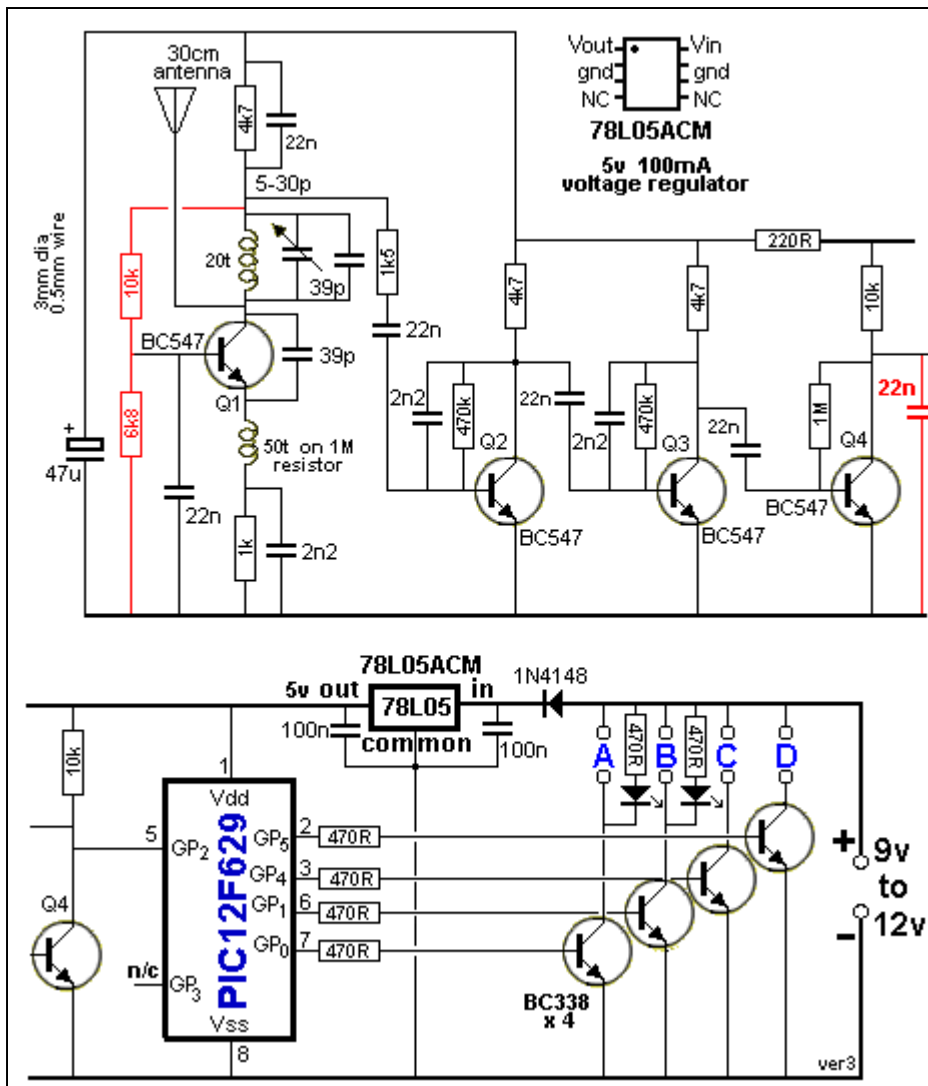 30cm
antenna
4k7
22n
Vout
Vin
gnd
gnd
NC
NC
78L05ACM
5v 100mA
voltage regulator
5-30p
3mm dia
0.5mm wire
10k
20t
39p
1k5
220R
4k7
4k7
10k
22n
BC547
39p
Q1
6k8
2n2
470k
22n
2n2
470k
22n
1M
22n
Q2
Q3
Q4
+
47u
50t on 1M
resistor
22n
1k
2n2
BC547
BC547
BC547
78L05ACM
5v out
78L05
in
1N4148
100n
common
100n
470R
470R
A
B
C
D
10k
1
Vdd
5
GP2
PIC12F629
GP5
2
470R
GP4
3
470R
GP1
6
470R
GP0
7
470R
+
9v
to
12v
-
Q4
n/c
GP3
Vss
8
BC338
x 4
ver3